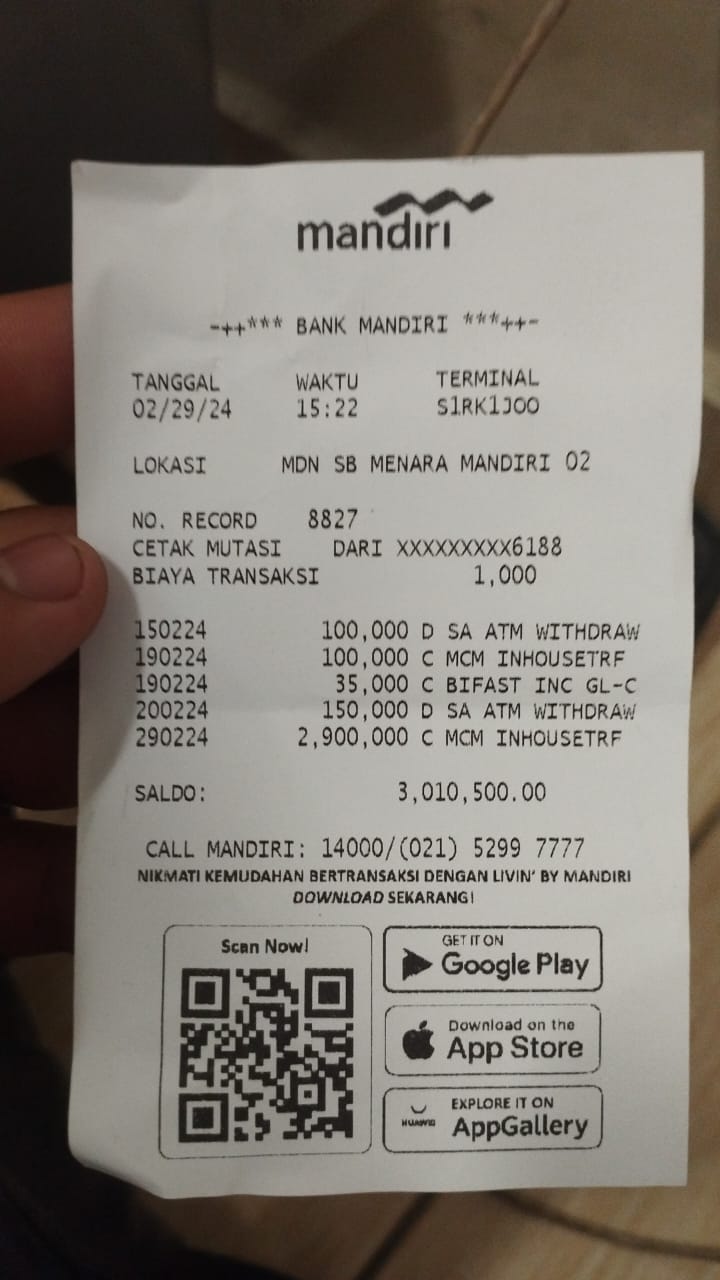 mandiri
-++*** BANK MANDIRI ***++-
TANGGAL WAKTU TERMINAL
02/29/24 15:22 S1RK1JOO
LOKASI MDN SB MENARA MANDIRI 02
NO. RECORD 8827
CETAK MUTASI DARI XXXXXXXXX6188
BIAYA TRANSAKSI 1,000
150224 100,000 D SA ATM WITHDRAW
190224 100,000 C MCM INHOUSETRF
190224 35,000 C BIFAST INC GL-C
200224 150,000 D SA ATM WITHDRAW
290224 2,900,000 C MCM INHOUSETRF
SALDO: 3,010,500.00
CALL MANDIRI: 14000/(021) 5299 7777
NIKMATI KEMUDAHAN BERTRANSAKSI DENGAN LIVIN' BY MANDIRI
DOWNLOAD SEKARANG!
Scan Now!
GET IT ON
Google Play
Download on the
App Store
HUAWEI
EXPLORE IT ON
AppGallery